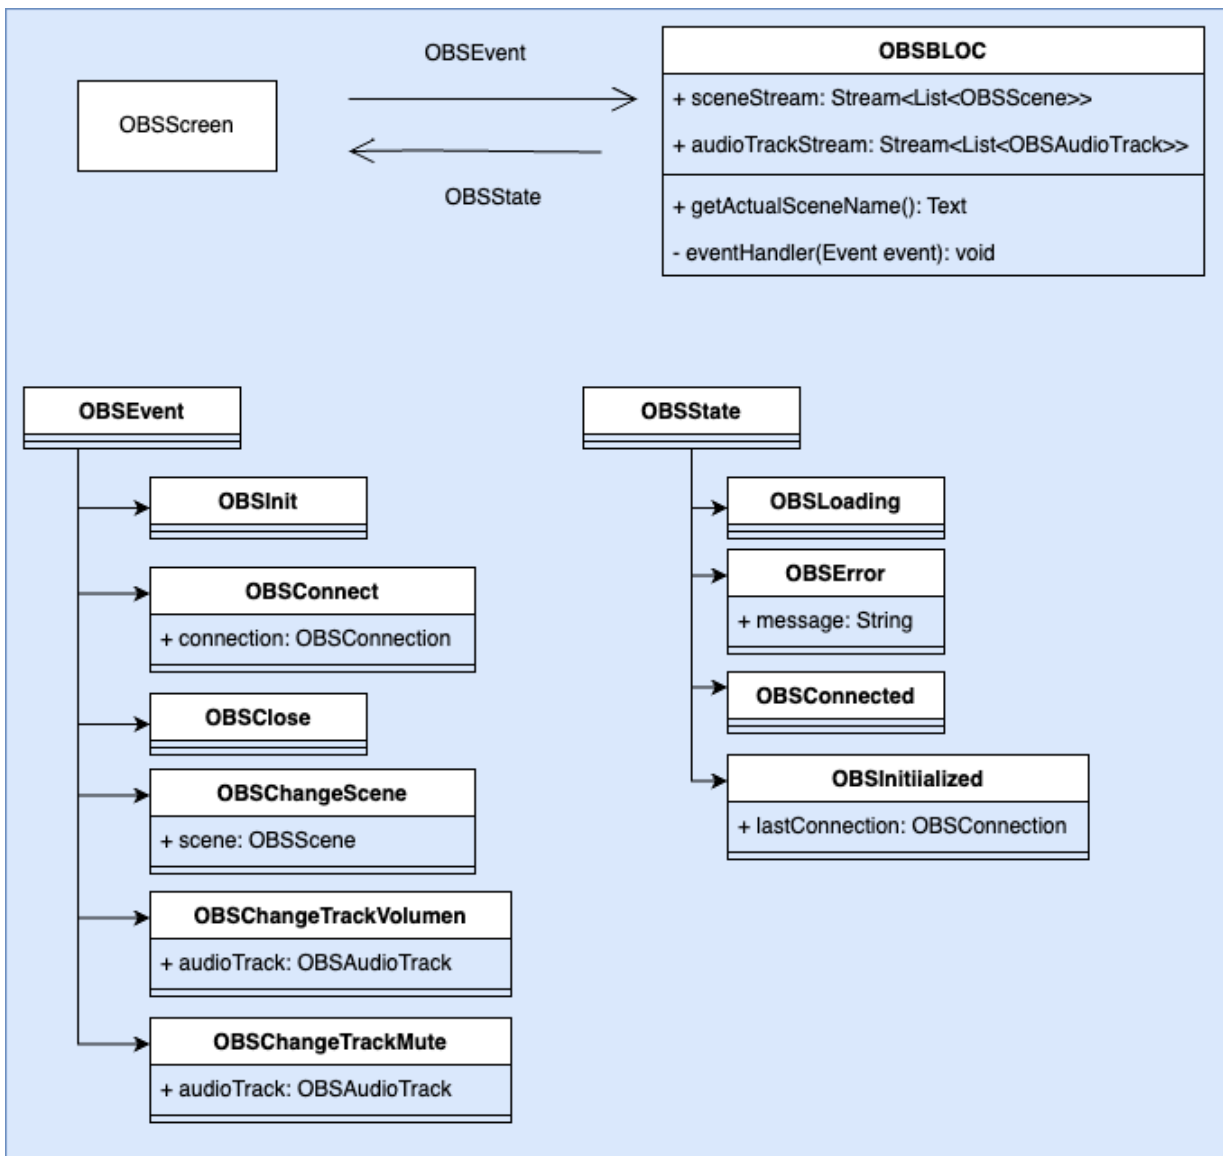 OBSEvent
OBSScreen
OBSState
OBSBLOC
+ sceneStream: Stream<List<OBSScene>>
+ audioTrackStream: Stream<List<OBSAudioTrack>>
+ getActualSceneName(): Text
- eventHandler(Event event): void
OBSEvent
OBSInit
OBSConnect
+ connection: OBSConnection
OBSClose
OBSChangeScene
+ scene: OBSScene
OBSChangeTrackVolumen
+ audioTrack: OBSAudioTrack
OBSChangeTrackMute
+ audioTrack: OBSAudioTrack
OBSState
OBSLoading
OBSError
+ message: String
OBSConnected
OBSInitiialized
+ lastConnection: OBSConnection